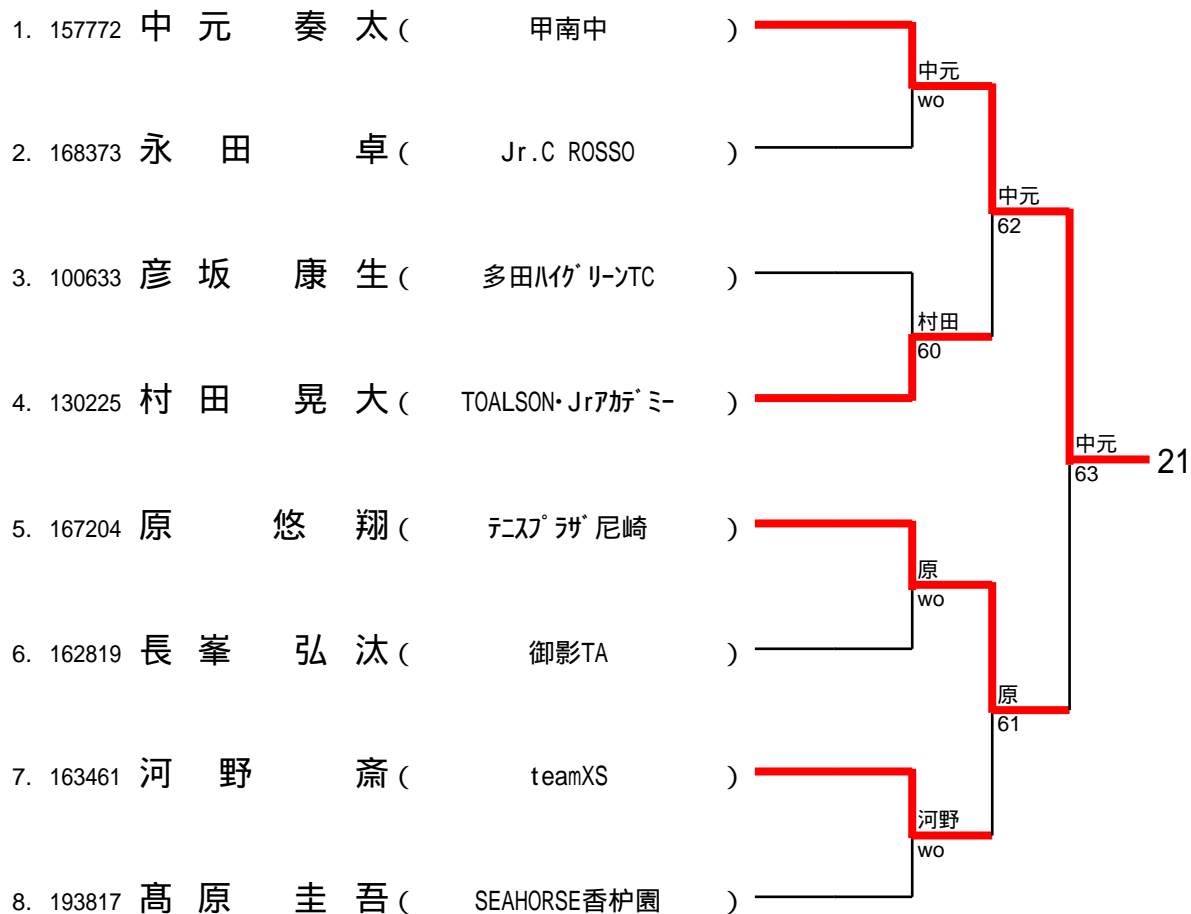 1. 157772 中元 奏太 ( 甲南中 )
中元
wo
2. 168373 永田 卓 ( Jr.C ROSSO )
中元
62
3. 100633 彦坂 康生 ( 多田ﾊｲｸﾞﾘｰﾝTC )
村田
60
4. 130225 村田 晃大 ( TOALSON・Jrｱｶﾃﾞﾐｰ )
中元
63
21
5. 167204 原 悠翔 ( ﾃﾆｽﾌﾟﾗｻﾞ尼崎 )
原
wo
6. 162819 長峯 弘汰 ( 御影TA )
原
61
7. 163461 河野 斎 ( teamXS )
河野
wo
8. 193817 髙原 圭吾 ( SEAHORSE香枦園 )